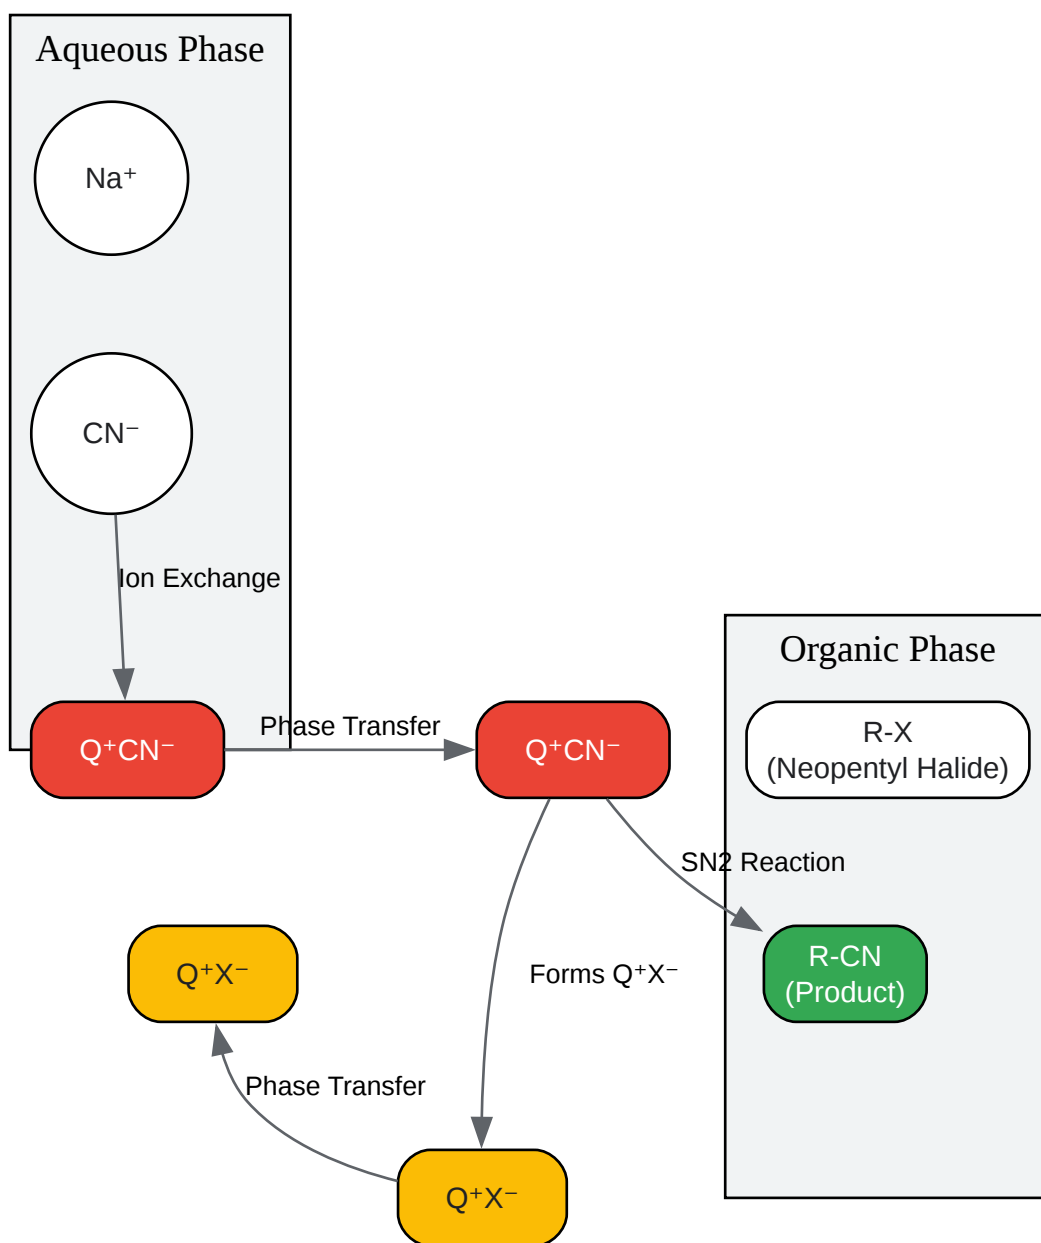 Aqueous Phase
Na⁺
CN⁻
Ion Exchange
Organic Phase
Q⁺CN⁻
Phase Transfer
Q⁺CN⁻
R-X
(Neopentyl Halide)
SN2 Reaction
Q⁺X⁻
Forms Q⁺X⁻
R-CN
(Product)
Phase Transfer
Q⁺X⁻